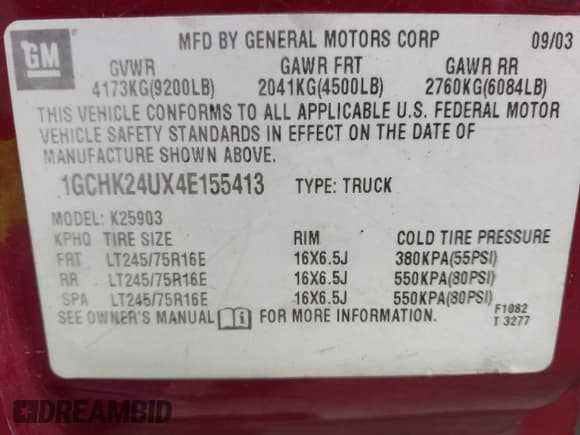 GM
MFD BY GENERAL MOTORS CORP 09/03
GVWR GAWR FRT GAWR RR
4173KG(9200LB) 2041KG(4500LB) 2760KG(6084LB)
THIS VEHICLE CONFORMS TO ALL APPLICABLE U.S. FEDERAL MOTOR
VEHICLE SAFETY STANDARDS IN EFFECT ON THE DATE OF
MANUFACTURE SHOWN ABOVE.
1GCHK24UX4E155413 TYPE: TRUCK
MODEL: K25903
KPHO TIRE SIZE RIM COLD TIRE PRESSURE
FRT LT245/75R16E 16X6.5J 380KPA(55PSI)
RR LT245/75R16E 16X6.5J 550KPA(80PSI)
SPA LT245/75R16E 16X6.5J 550KPA(80PSI)
SEE OWNER'S MANUAL i FOR MORE INFORMATION. F1082
T 3277
DREAMBID